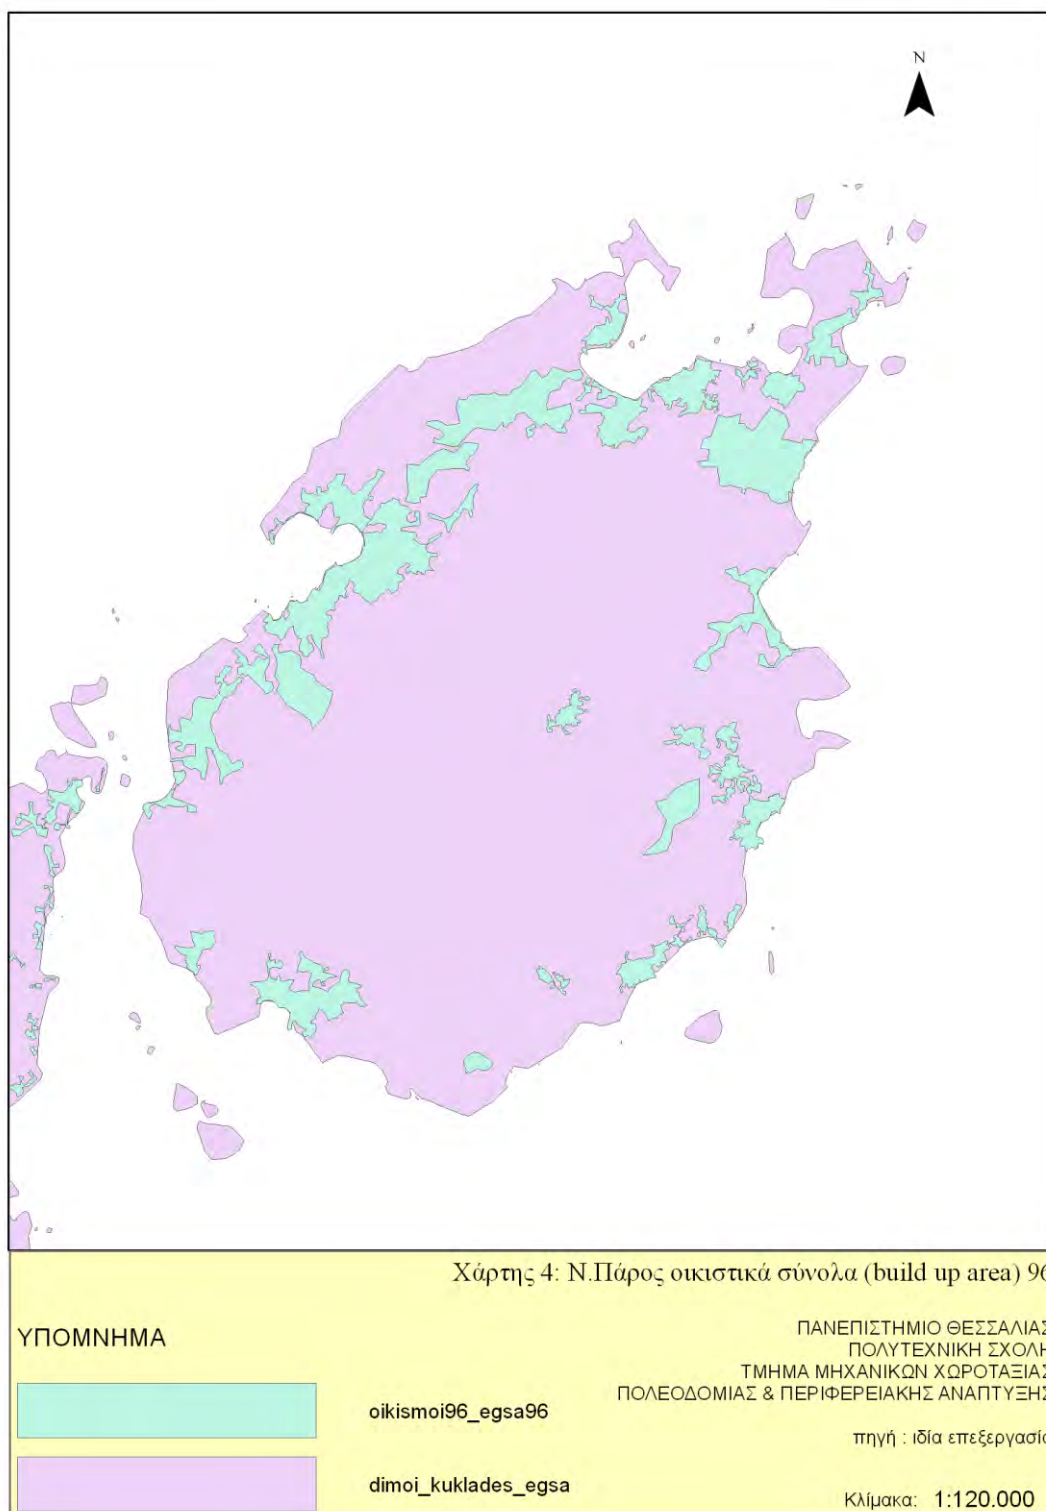 N
Χάρτης 4: Ν.Πάρος οικιστικά σύνολα (build up area) 96
ΥΠΟΜΝΗΜΑ
ΠΑΝΕΠΙΣΤΗΜΙΟ ΘΕΣΣΑΛΙΑΣ
ΠΟΛΥΤΕΧΝΙΚΗ ΣΧΟΛΗ
ΤΜΗΜΑ ΜΗΧΑΝΙΚΩΝ ΧΩΡΟΤΑΞΙΑΣ
ΠΟΛΕΟΔΟΜΙΑΣ & ΠΕΡΙΦΕΡΕΙΑΚΗΣ ΑΝΑΠΤΥΞΗΣ
oikismoi96_egsa96
πηγή : ιδία επεξεργασία
dimoi_kuklades_egsa
Κλίμακα: 1:120.000